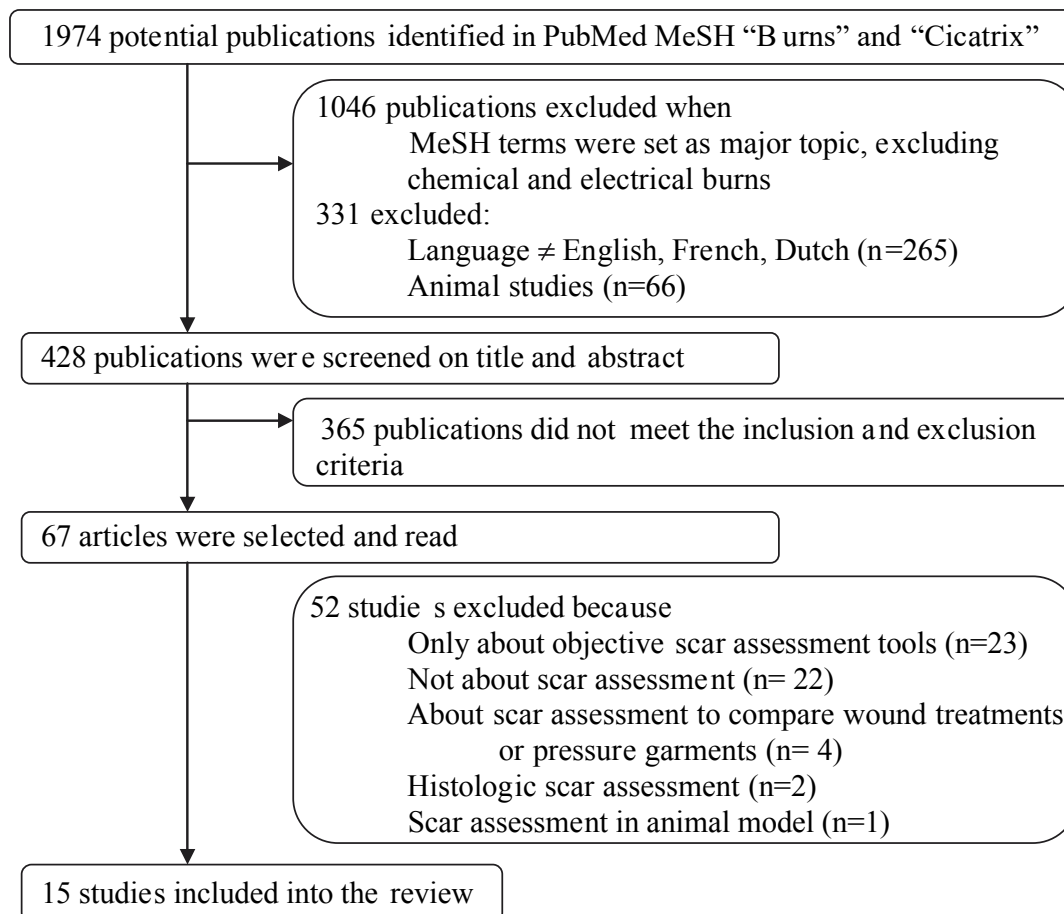 1974 potential publications identified in PubMed MeSH “B urns” and “Cicatrix”
1046 publications excluded when
MeSH terms were set as major topic, excluding
chemical and electrical burns
331 excluded:
Language ≠ English, French, Dutch (n=265)
Animal studies (n=66)
428 publications were screened on title and abstract
365 publications did not meet the inclusion and exclusion
criteria
67 articles were selected and read
52 studie s excluded because
Only about objective scar assessment tools (n=23)
Not about scar assessment (n= 22)
About scar assessment to compare wound treatments
or pressure garments (n= 4)
Histologic scar assessment (n=2)
Scar assessment in animal model (n=1)
15 studies included into the review